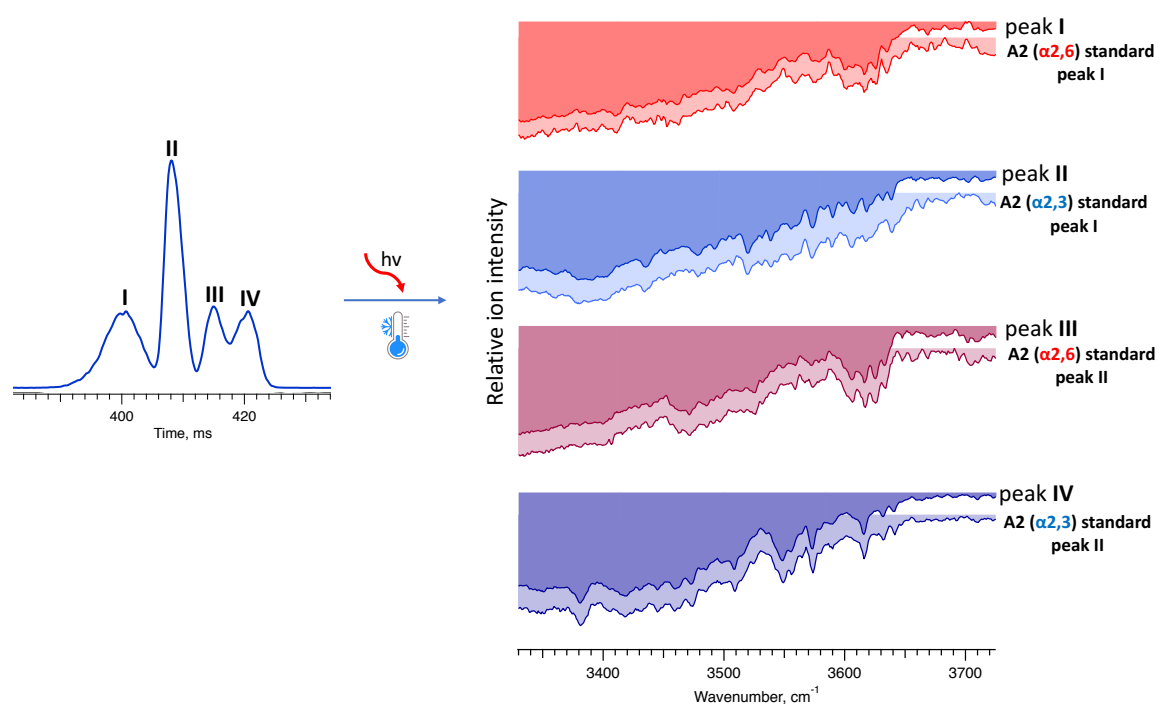 I
II
III
IV
400
420
Time, ms
hν
Relative ion intensity
peak I
A2 (α2,6) standard
peak I
peak II
A2 (α2,3) standard
peak I
peak III
A2 (α2,6) standard
peak II
peak IV
A2 (α2,3) standard
peak II
3400
3500
3600
3700
Wavenumber, cm-1